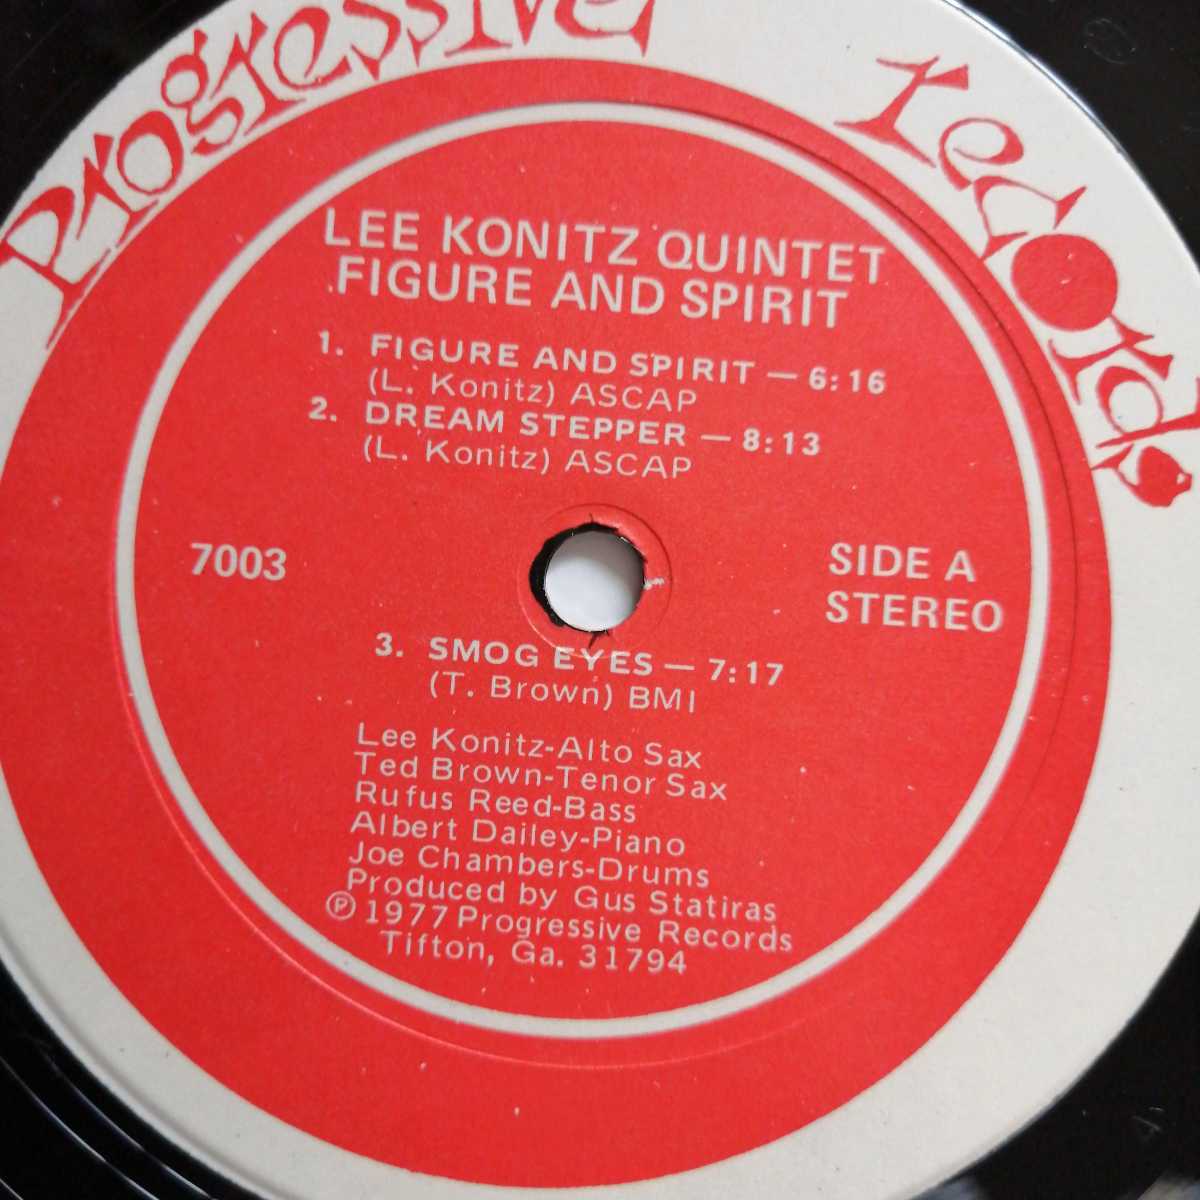 Progressive records
LEE KONITZ QUINTET
FIGURE AND SPIRIT
1. FIGURE AND SPIRIT — 6:16
(L. Konitz) ASCAP
2. DREAM STEPPER — 8:13
(L. Konitz) ASCAP
7003
SIDE A
STEREO
3. SMOG EYES — 7:17
(T. Brown) BMI
Lee Konitz-Alto Sax
Ted Brown-Tenor Sax
Rufus Reed-Bass
Albert Dailey-Piano
Joe Chambers-Drums
Produced by Gus Statiras
℗ 1977 Progressive Records
Tifton, Ga. 31794